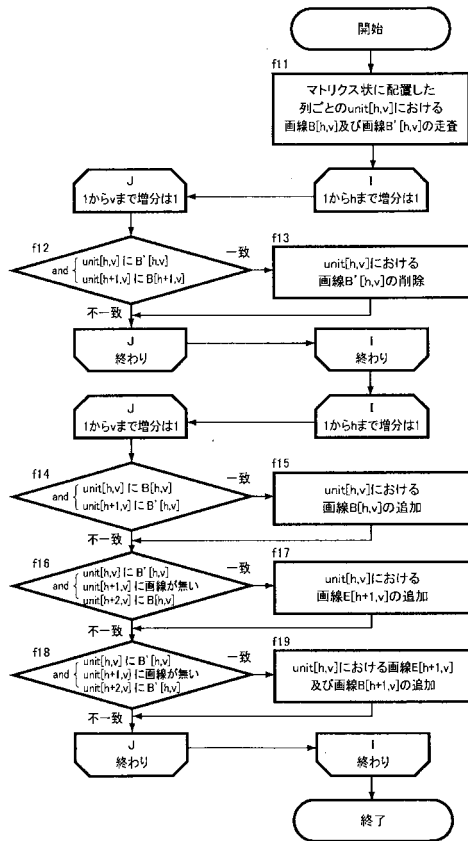 開始
f11
マトリクス状に配置した
列ごとのunit[h,v]における
画線B[h,v]及び画線B'[h,v]の走査
J
1からvまで増分は1
I
1からhまで増分は1
f12
and { unit[h,v] に B'[h,v]
unit[h+1,v] に B[h+1,v]
一致
f13
unit[h,v]における
画線B'[h,v]の削除
不一致
J
終わり
I
終わり
J
1からvまで増分は1
I
1からhまで増分は1
f14
and { unit[h,v] に B[h,v]
unit[h+1,v] に B'[h,v]
一致
f15
unit[h,v]における
画線B[h,v]の追加
不一致
f16
and { unit[h,v] に B'[h,v]
unit[h+1,v] に画線が無い
unit[h+2,v] に B[h,v]
一致
f17
unit[h,v]における
画線E[h+1,v]の追加
不一致
f18
and { unit[h,v] に B'[h,v]
unit[h+1,v] に画線が無い
unit[h+2,v] に B'[h,v]
一致
f19
unit[h,v]における画線E[h+1,v]
及び画線B[h+1,v]の追加
不一致
J
終わり
I
終わり
終了